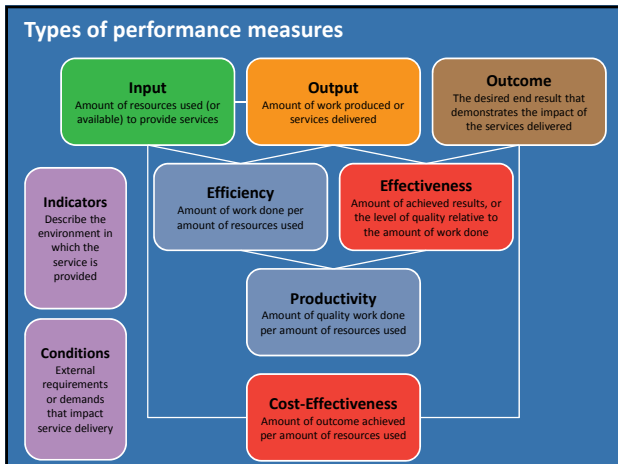 Types of performance measures
Input
Amount of resources used (or
available) to provide services
Output
Amount of work produced or
services delivered
Outcome
The desired end result that
demonstrates the impact of
the services delivered
Indicators
Describe the
environment in
which the
service is
provided
Efficiency
Amount of work done per
amount of resources used
Effectiveness
Amount of achieved results, or
the level of quality relative to
the amount of work done
Productivity
Amount of quality work done
per amount of resources used
Conditions
External
requirements
or demands
that impact
service delivery
Cost-Effectiveness
Amount of outcome achieved
per amount of resources used